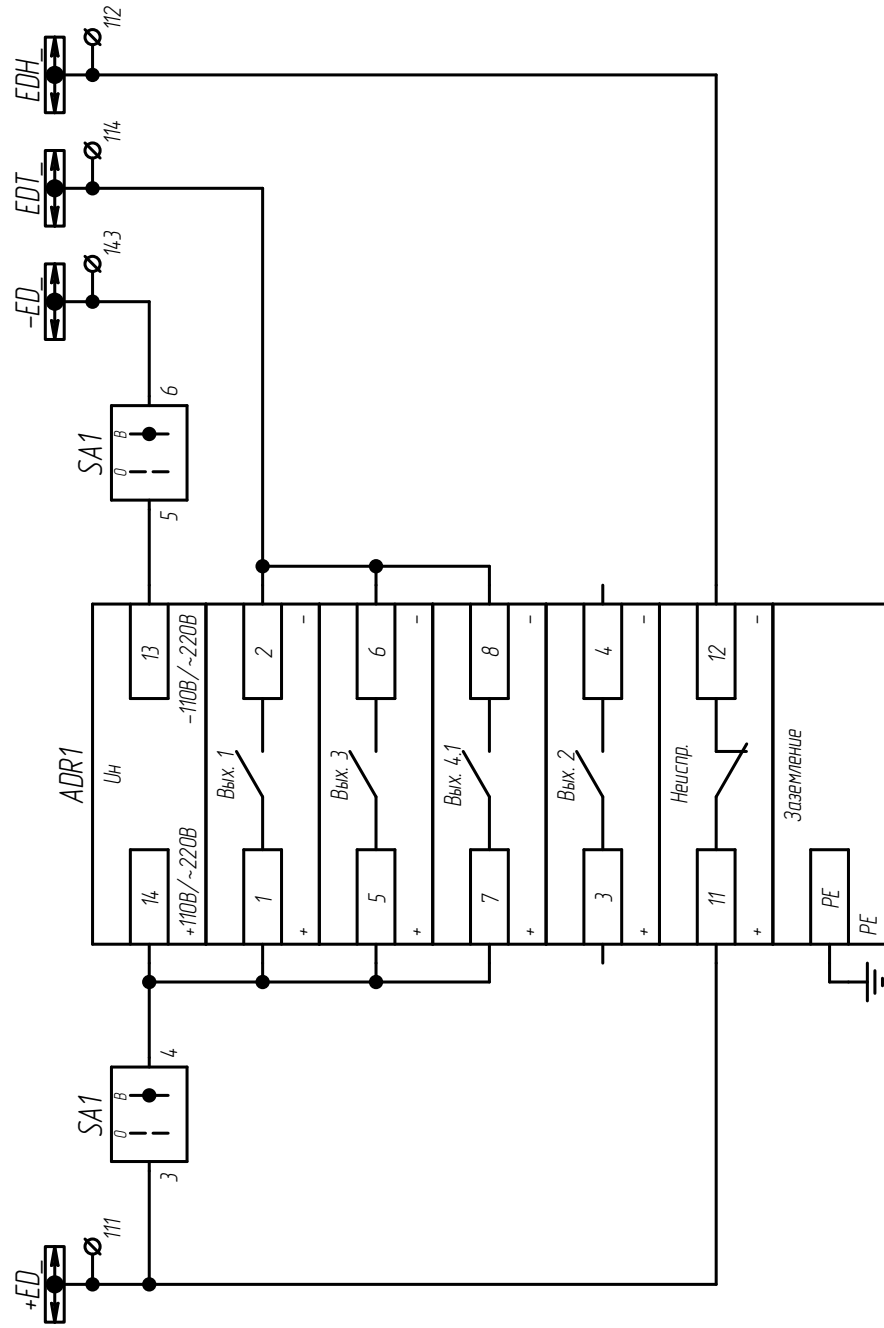 +ED_
111
SA1
О В
3 4
ADR1
Uн
14 13
+110В/~220В -110В/~220В
Вых. 1
1 2
+ -
Вых. 3
5 6
+ -
Вых. 4.1
7 8
+ -
Вых. 2
3 4
+ -
Неиспр.
11 12
+ -
Заземление
PE
PE
SA1
О В
5 6
-ED_
143
EDT_
114
EDH_
112